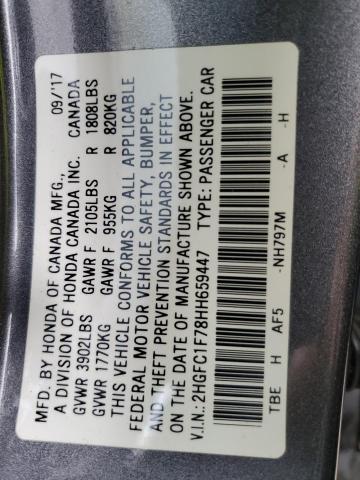 MFD. BY HONDA OF CANADA MFG., 09/'17
A DIVISION OF HONDA CANADA INC. CANADA
GVWR 3902LBS GAWR F 2105LBS R 1808LBS
GVWR 1770KG GAWR F 955KG R 820KG
THIS VEHICLE CONFORMS TO ALL APPLICABLE
FEDERAL MOTOR VEHICLE SAFETY, BUMPER,
AND THEFT PREVENTION STANDARDS IN EFFECT
ON THE DATE OF MANUFACTURE SHOWN ABOVE.
V.I.N.: 2HGFC1F78HH659447 TYPE: PASSENGER CAR
TBE H AF5 -NH797M -A -H